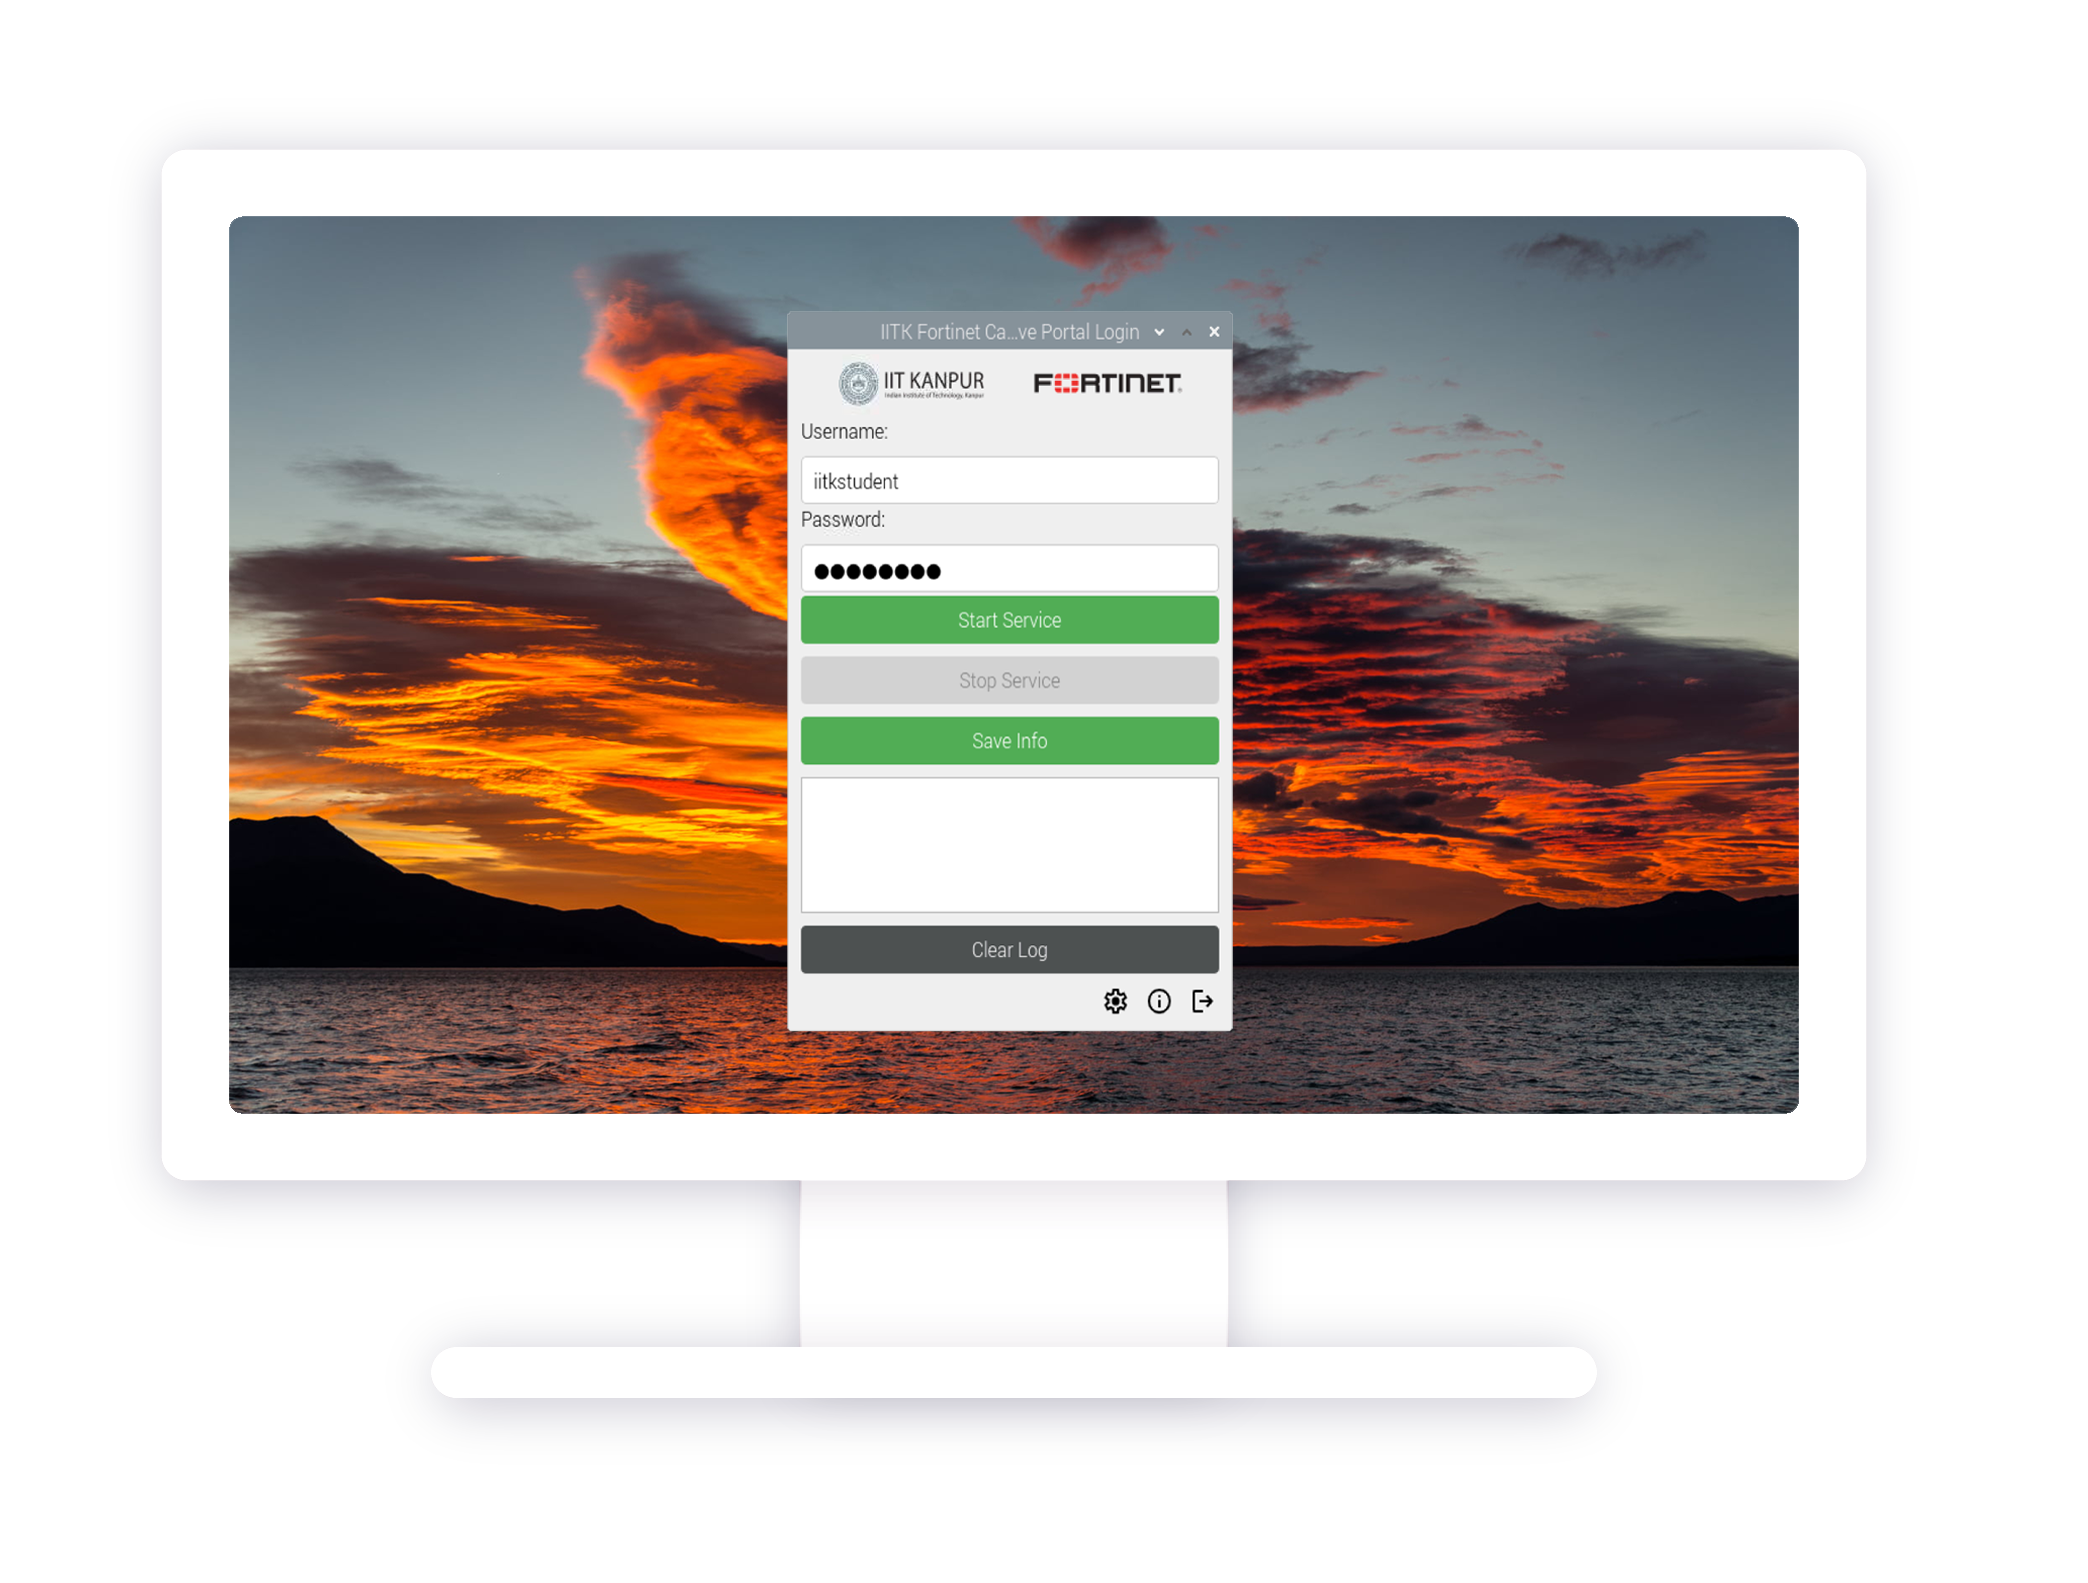 IITK Fortinet Ca...ve Portal Login
IIT KANPUR
Indian Institute of Technology, Kanpur
FORTINET
Username:
iitkstudent
Password:
Start Service
Stop Service
Save Info
Clear Log